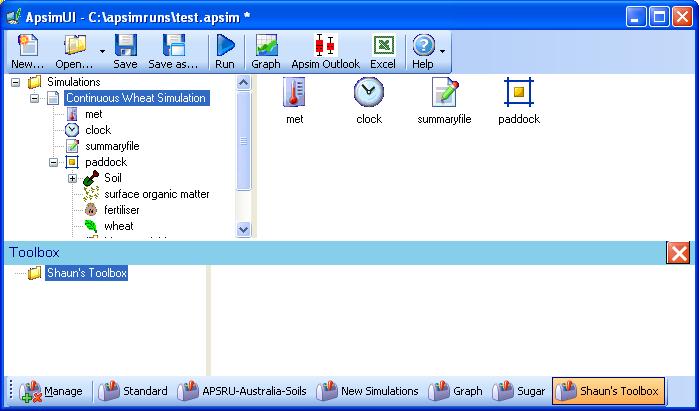 ApsimUI - C:\apsimruns\test.apsim *
New... Open... Save Save as... Run Graph Apsim Outlook Excel Help
Simulations
Continuous Wheat Simulation
met
clock
summaryfile
paddock
Soil
surface organic matter
fertiliser
wheat
met clock summaryfile paddock
Toolbox
Shaun's Toolbox
Manage Standard APSRU-Australia-Soils New Simulations Graph Sugar Shaun's Toolbox